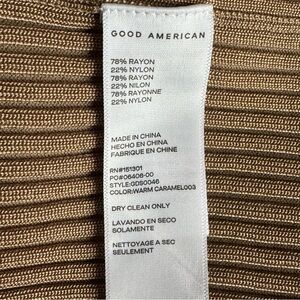 GOOD AMERICAN
78% RAYON
22% NYLON
78% RAYON
22% NILON
78% RAYONNE
22% NYLON
MADE IN CHINA
HECHO EN CHINA
FABRIQUE EN CHINE
RN#151301
PO#06406-00
STYLE:GDS0046
COLOR:WARM CARAMEL003
DRY CLEAN ONLY
LAVANDO EN SECO
SOLAMENTE
NETTOYAGE A SEC
SEULEMENT